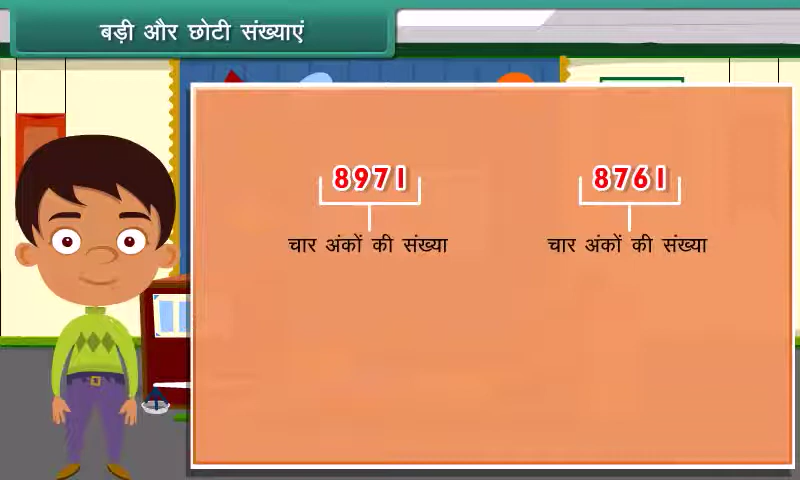 बड़ी और छोटी संख्याएं
8971 8761
चार अंकों की संख्या चार अंकों की संख्या